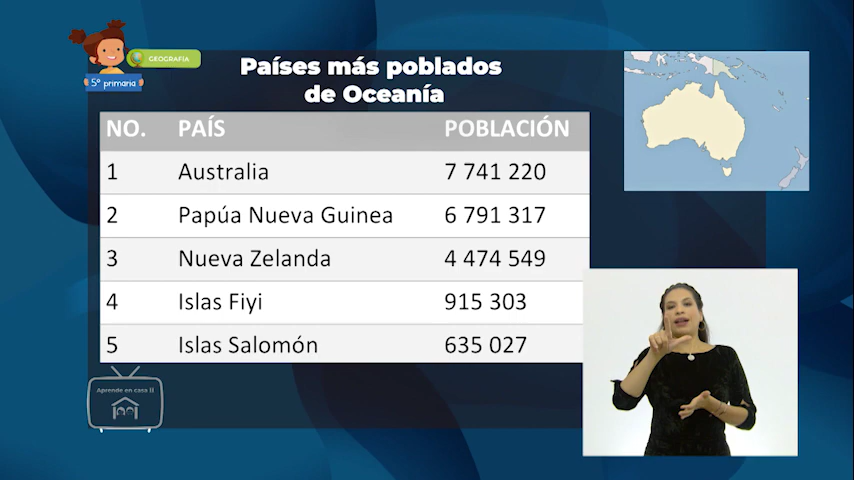 GEOGRAFÍA
5° primaria
Países más poblados
de Oceanía
NO. PAÍS POBLACIÓN
1 Australia 7 741 220
2 Papúa Nueva Guinea 6 791 317
3 Nueva Zelanda 4 474 549
4 Islas Fiyi 915 303
5 Islas Salomón 635 027
Aprende en casa II